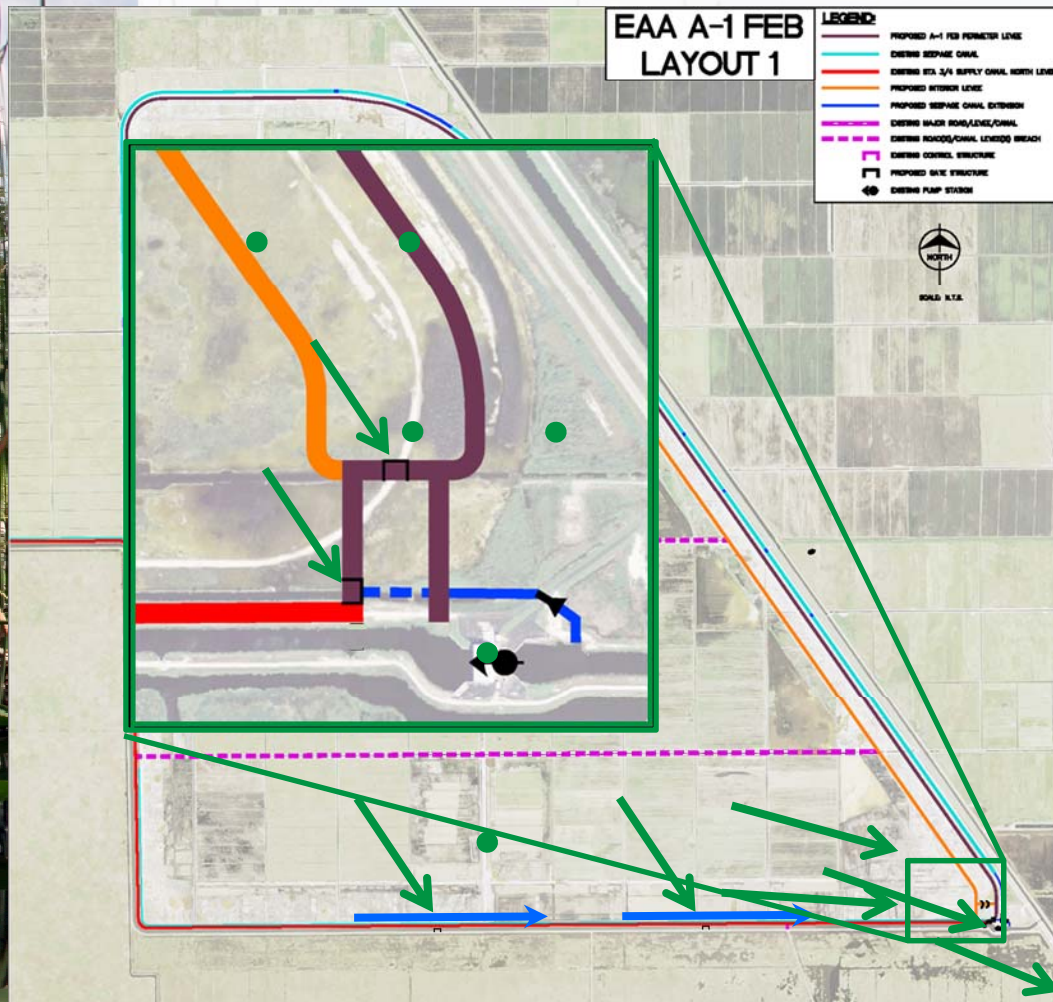 EAA A-1 FEB
LAYOUT 1
LEGEND:
PROPOSED A-1 FEB PERIMETER LEVEE
EXISTING SEEPAGE CANAL
EXISTING STA 3/4 SUPPLY CANAL NORTH LEVEE
PROPOSED INTERIOR LEVEE
PROPOSED SEEPAGE CANAL EXTENSION
EXISTING MAJOR ROAD/LEVEE/CANAL
EXISTING ROAD(S)/CANAL LEVEE(S) BREACH
EXISTING CONTROL STRUCTURE
PROPOSED GATE STRUCTURE
EXISTING PUMP STATION
NORTH
SCALE: N.T.S.